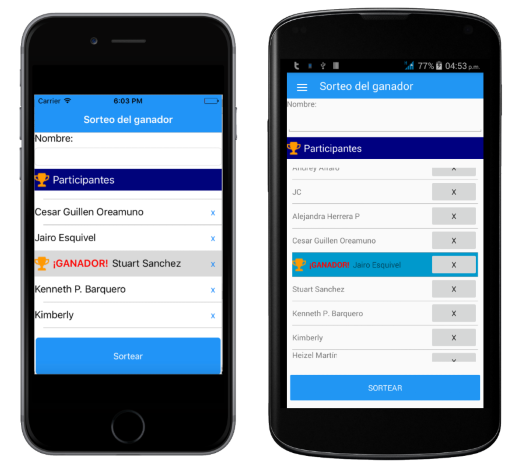 Carrier 6:03 PM
Sorteo del ganador
Nombre:
Participantes
Cesar Guillen Oreamuno x
Jairo Esquivel x
¡GANADOR! Stuart Sanchez x
Kenneth P. Barquero x
Kimberly x
Sortear
77% 04:53 p.m.
Sorteo del ganador
Nombre:
Participantes
Andrey Alfaro x
JC X
Alejandra Herrera P X
Cesar Guillen Oreamuno X
¡GANADOR! Jairo Esquivel X
Stuart Sanchez X
Kenneth P. Barquero X
Kimberly X
Heizel Martin
SORTEAR